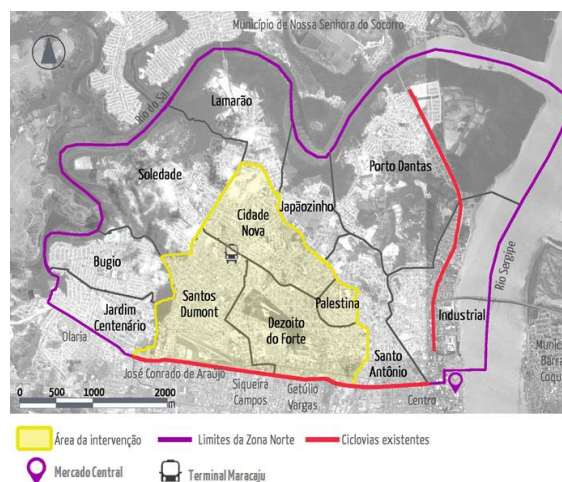 Município de Nossa Senhora do Socorro
Rio do Sal
Lamarão
Soledade
Porto Dantas
Japãozinho
Cidade
Nova
Bugio
Rio Sergipe
Santos
Dumont
Palestina
Jardim
Centenário
Dezoito
do Forte
Industrial
Olaria
Santo
Antônio
Municí
Barra
Coqu
José Conrado de Araújo
Siqueira
Campos
Getúlio
Vargas
Centro
0 500 1000 2000
m
Área da intervenção
Limites da Zona Norte
Ciclovias existentes
Mercado Central
Terminal Maracaju